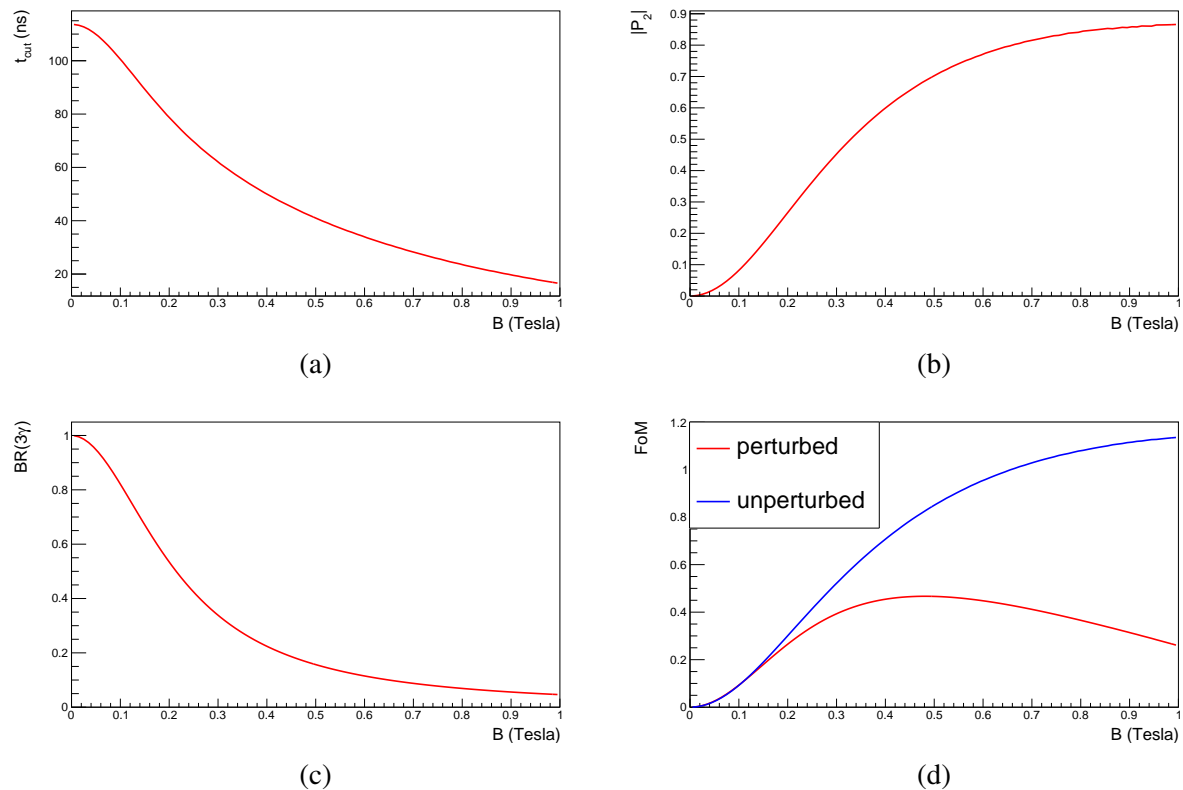 t_cut (ns)
100
80
60
40
20
0 0.1 0.2 0.3 0.4 0.5 0.6 0.7 0.8 0.9 1
B (Tesla)
(a)
|P_2|
0.9
0.8
0.7
0.6
0.5
0.4
0.3
0.2
0.1
0
0 0.1 0.2 0.3 0.4 0.5 0.6 0.7 0.8 0.9 1
B (Tesla)
(b)
BR(3γ)
1
0.8
0.6
0.4
0.2
0
0 0.1 0.2 0.3 0.4 0.5 0.6 0.7 0.8 0.9 1
B (Tesla)
(c)
FoM
1.2
1
0.8
0.6
0.4
0.2
0
perturbed
unperturbed
0 0.1 0.2 0.3 0.4 0.5 0.6 0.7 0.8 0.9 1
B (Tesla)
(d)